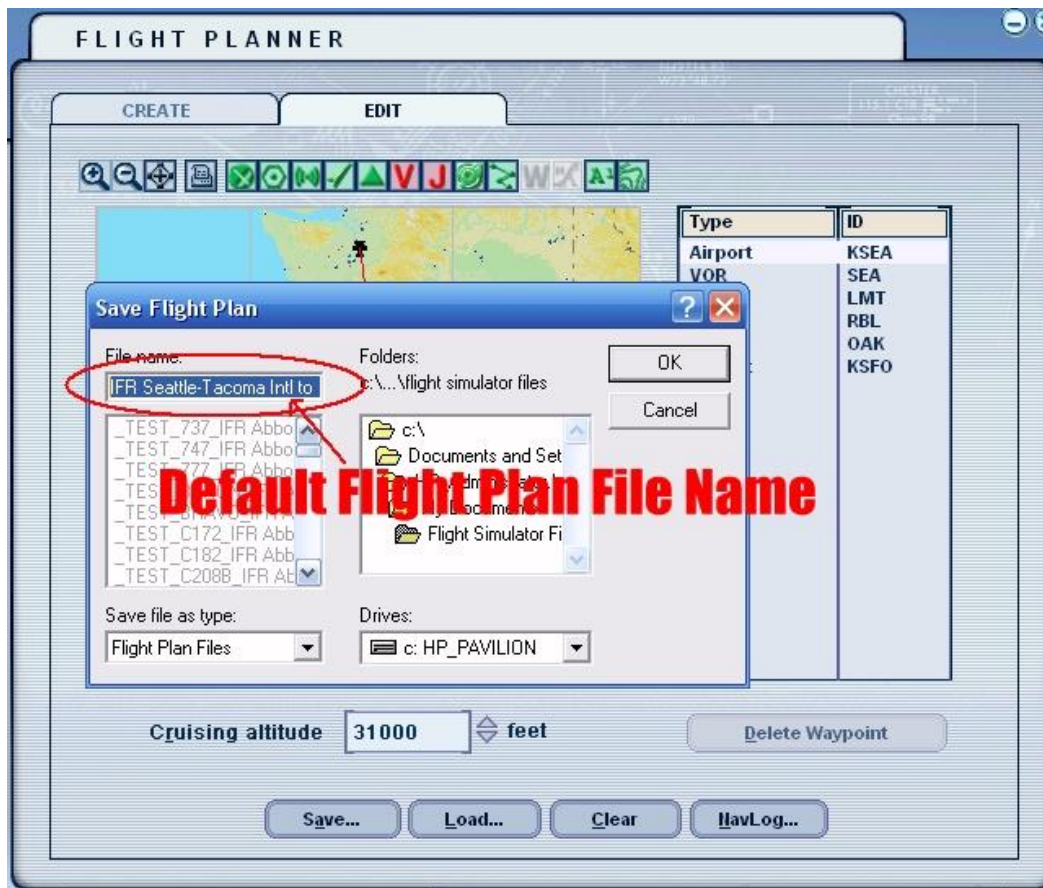 FLIGHT PLANNER
CREATE
EDIT
W
V
J
Type
ID
Airport
KSEA
VOR
SEA
LMT
RBL
OAK
KSFO
Save Flight Plan
File name:
IFR Seattle-Tacoma Intl to
Folders:
c:\...\flight simulator files
OK
Cancel
_TEST_737_IFR Abbo
_TEST_747_IFR Abbo
_TEST_777_IFR Abbo
_TEST_C172_IFR Abb
_TEST_C182_IFR Abb
_TEST_C208B_IFR Ab
c:\
Documents and Set
My Documents
Flight Simulator Fi
Default Flight Plan File Name
Save file as type:
Flight Plan Files
Drives:
c: HP_PAVILION
Cruising altitude
31000
feet
Delete Waypoint
Save...
Load...
Clear
NavLog...